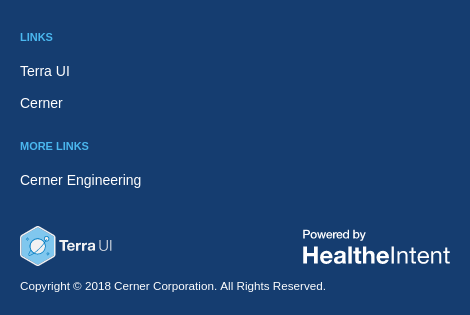 LINKS
Terra UI
Cerner
MORE LINKS
Cerner Engineering
Terra UI
Powered by
HealtheIntent
Copyright © 2018 Cerner Corporation. All Rights Reserved.